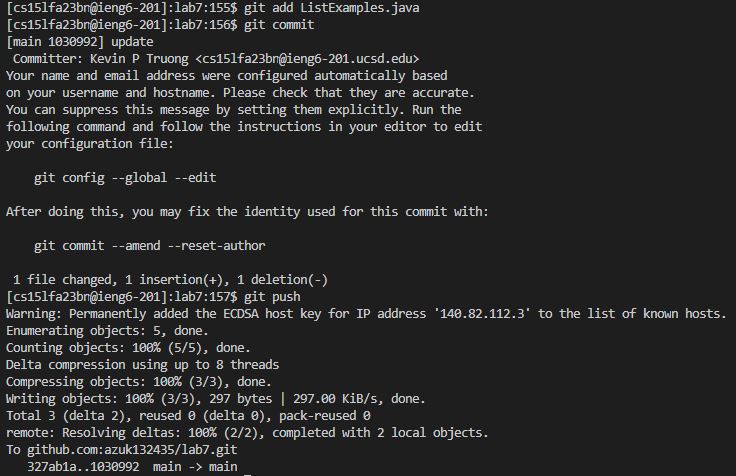 [cs15lfa23bn@ieng6-201]:lab7:155$ git add ListExamples.java
[cs15lfa23bn@ieng6-201]:lab7:156$ git commit
[main 1030992] update
 Committer: Kevin P Truong <cs15lfa23bn@ieng6-201.ucsd.edu>
Your name and email address were configured automatically based
on your username and hostname. Please check that they are accurate.
You can suppress this message by setting them explicitly. Run the
following command and follow the instructions in your editor to edit
your configuration file:

    git config --global --edit

After doing this, you may fix the identity used for this commit with:

    git commit --amend --reset-author

 1 file changed, 1 insertion(+), 1 deletion(-)
[cs15lfa23bn@ieng6-201]:lab7:157$ git push
Warning: Permanently added the ECDSA host key for IP address '140.82.112.3' to the list of known hosts.
Enumerating objects: 5, done.
Counting objects: 100% (5/5), done.
Delta compression using up to 8 threads
Compressing objects: 100% (3/3), done.
Writing objects: 100% (3/3), 297 bytes | 297.00 KiB/s, done.
Total 3 (delta 2), reused 0 (delta 0), pack-reused 0
remote: Resolving deltas: 100% (2/2), completed with 2 local objects.
To github.com:azuk132435/lab7.git
   327ab1a..1030992  main -> main